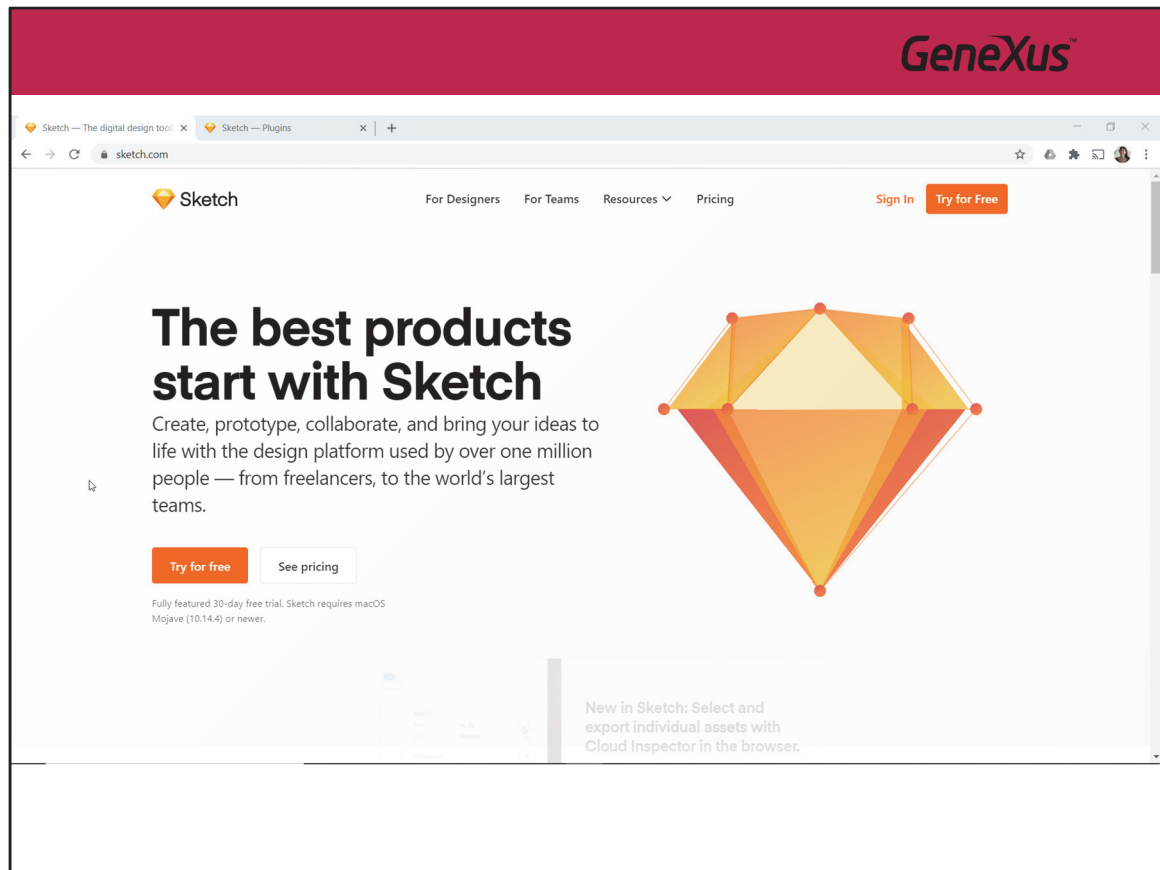 GeneXus™
Sketch — The digital design tool
Sketch — Plugins
sketch.com
Sketch
For Designers
For Teams
Resources
Pricing
Sign In
Try for Free
The best products
start with Sketch
Create, prototype, collaborate, and bring your ideas to
life with the design platform used by over one million
people — from freelancers, to the world’s largest
teams.
Try for free
See pricing
Fully featured 30-day free trial. Sketch requires macOS
Mojave (10.14.4) or newer.
New in Sketch: Select and
export individual assets with
Cloud Inspector in the browser.